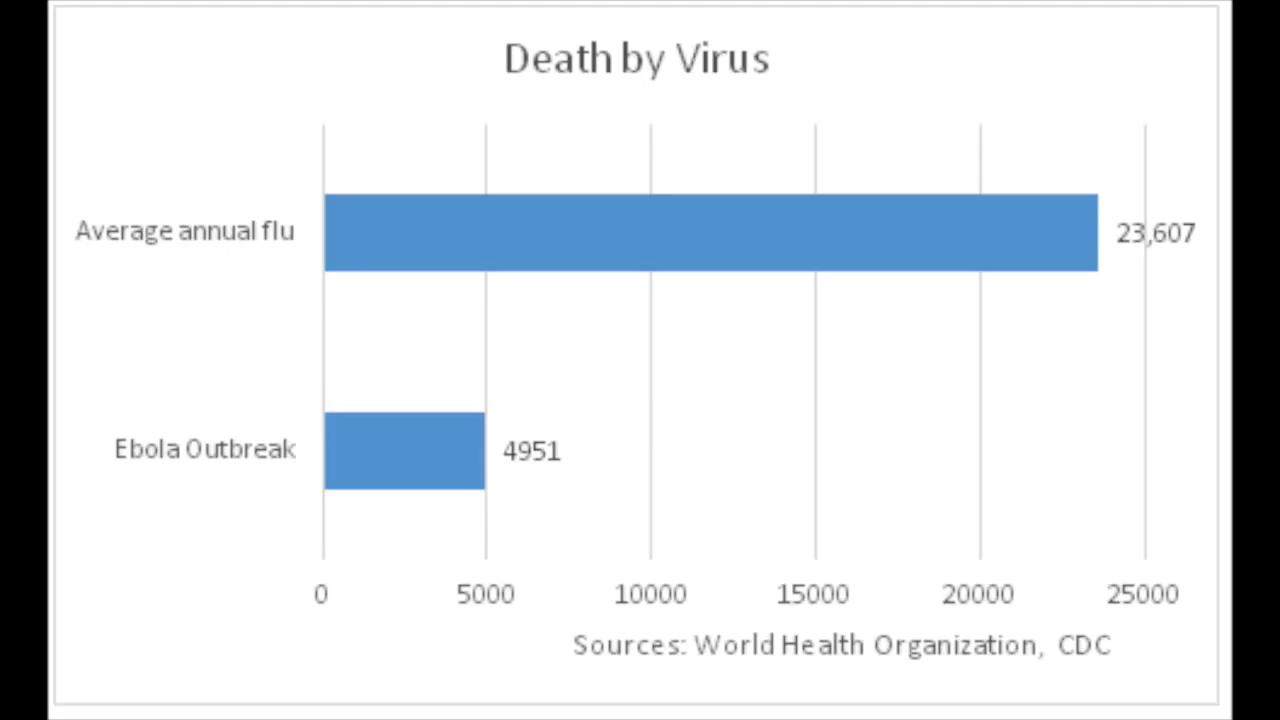 Death by Virus
Average annual flu
23,607
Ebola Outbreak
4951
0 5000 10000 15000 20000 25000
Sources: World Health Organization, CDC